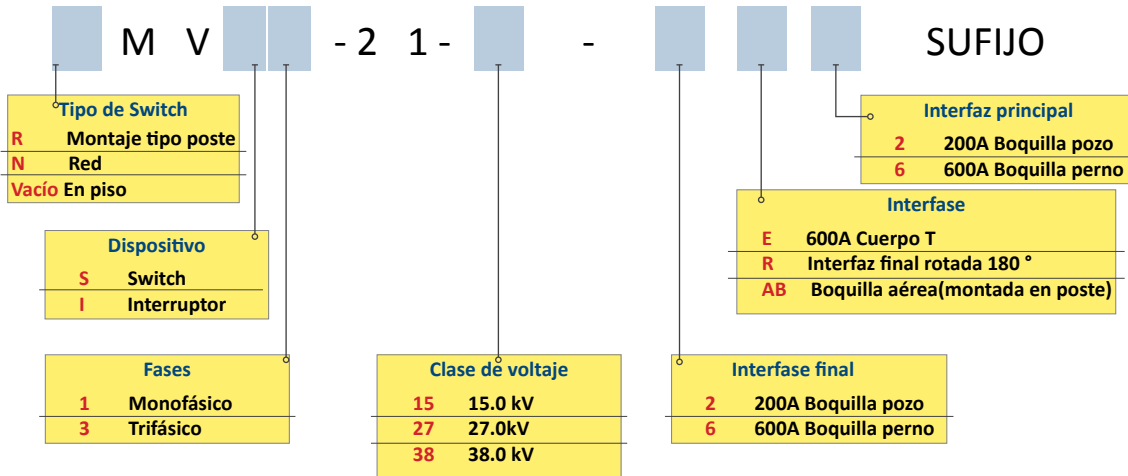 M V - 2 1 - - SUFIJO
Tipo de Switch
R Montaje tipo poste
N Red
Vacío En piso
Interfaz principal
2 200A Boquilla pozo
6 600A Boquilla perno
Interfase
E 600A Cuerpo T
R Interfaz final rotada 180 °
AB Boquilla aérea(montada en poste)
Dispositivo
S Switch
I Interruptor
Fases
1 Monofásico
3 Trifásico
Clase de voltaje
15 15.0 kV
27 27.0kV
38 38.0 kV
Interfase final
2 200A Boquilla pozo
6 600A Boquilla perno